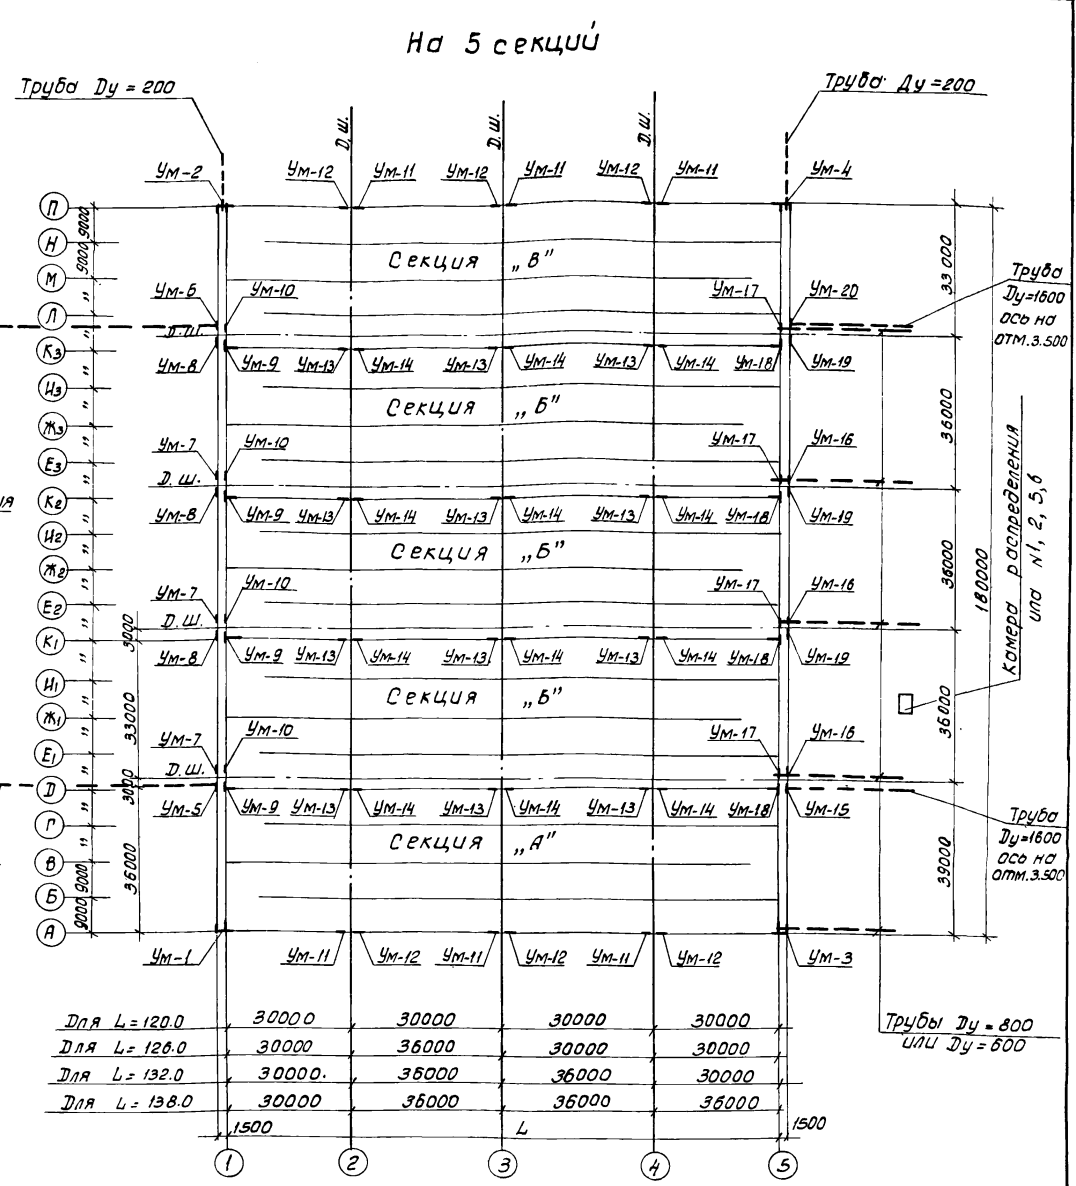 На 5 секций
Труба Ду = 200
Труба Ду = 200
Д.Ш.
Д.Ш.
Д.Ш.
Ум-2
Ум-12
Ум-11
Ум-12
Ум-11
Ум-12
Ум-11
Ум-4
П
Н
М
Л
К3
И3
Ж3
Е3
К2
И2
Ж2
Е2
К1
И1
Ж1
Е1
Д
Г
В
Б
А
9000
9000
"
"
"
"
"
"
"
"
"
"
"
"
"
"
9000
9000
Секция „В"
Ум-6
Ум-10
Ум-17
Ум-20
Д.Ш.
Ум-8
Ум-9
Ум-13
Ум-14
Ум-13
Ум-14
Ум-13
Ум-14
Ум-18
Ум-19
Секция „Б"
Ум-7
Ум-10
Ум-17
Ум-16
Д.Ш.
Ум-8
Ум-9
Ум-13
Ум-14
Ум-13
Ум-14
Ум-13
Ум-14
Ум-18
Ум-19
Секция „Б"
Ум-7
Ум-10
Ум-17
Ум-16
Д.Ш.
Ум-8
Ум-9
Ум-13
Ум-14
Ум-13
Ум-14
Ум-13
Ум-14
Ум-18
Ум-19
Секция „Б"
Ум-7
Ум-10
Ум-17
Ум-16
Д.Ш.
Ум-5
Ум-9
Ум-13
Ум-14
Ум-13
Ум-14
Ум-13
Ум-14
Ум-18
Ум-15
Секция „А"
Ум-1
Ум-11
Ум-12
Ум-11
Ум-12
Ум-11
Ум-12
Ум-3
3000
33000
3000
36000
33000
36000
36000
36000
39000
180000
Труба
Ду=1600
ось на
отм.3.500
Камера распределения
или N1, 2, 5, 6
Труба
Ду=1600
ось на
отм.3.500
Трубы Ду = 800
или Ду = 600
Для L = 120.0 30000 30000 30000 30000
Для L = 126.0 30000 36000 30000 30000
Для L = 132.0 30000. 36000 36000 30000
Для L = 138.0 30000 36000 36000 36000
1500 L 1500
1 2 3 4 5